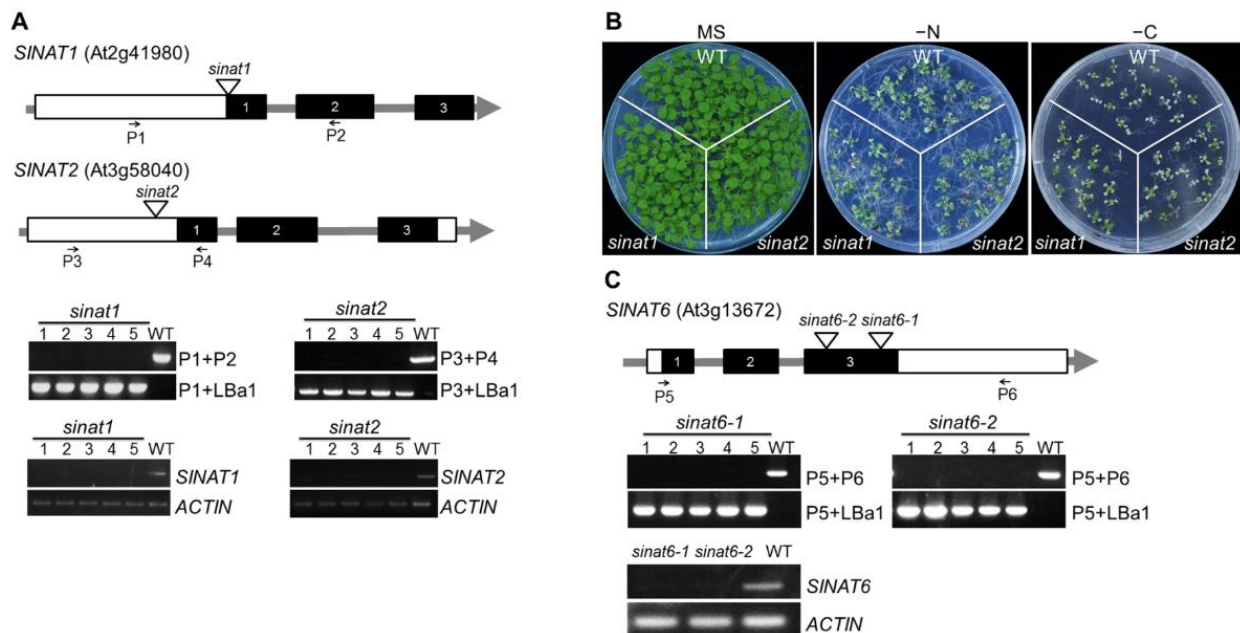 A
SINAT1 (At2g41980)
sinat1
1 2 3
P1 P2
SINAT2 (At3g58040)
sinat2
1 2 3
P3 P4
sinat1
1 2 3 4 5 WT
P1+P2
P1+LBa1
sinat2
1 2 3 4 5 WT
P3+P4
P3+LBa1
sinat1
1 2 3 4 5 WT
SINAT1
ACTIN
sinat2
1 2 3 4 5 WT
SINAT2
ACTIN
B
MS −N −C
WT WT WT
sinat1 sinat2 sinat1 sinat2 sinat1 sinat2
C
SINAT6 (At3g13672)
sinat6-2 sinat6-1
1 2 3
P5 P6
sinat6-1
1 2 3 4 5 WT
P5+P6
P5+LBa1
sinat6-2
1 2 3 4 5 WT
P5+P6
P5+LBa1
sinat6-1 sinat6-2 WT
SINAT6
ACTIN